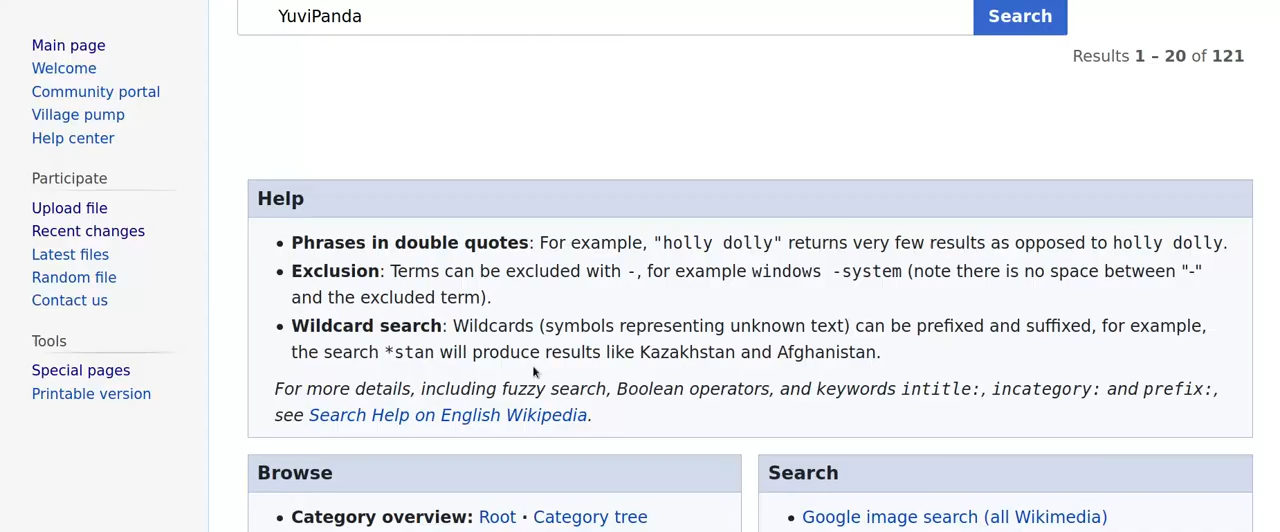 YuviPanda
Search
Results 1 – 20 of 121
Main page
Welcome
Community portal
Village pump
Help center
Participate
Upload file
Recent changes
Latest files
Random file
Contact us
Tools
Special pages
Printable version
Help
• Phrases in double quotes: For example, "holly dolly" returns very few results as opposed to holly dolly.
• Exclusion: Terms can be excluded with -, for example windows -system (note there is no space between "-"
and the excluded term).
• Wildcard search: Wildcards (symbols representing unknown text) can be prefixed and suffixed, for example,
the search *stan will produce results like Kazakhstan and Afghanistan.
For more details, including fuzzy search, Boolean operators, and keywords intitle:, incategory: and prefix:,
see Search Help on English Wikipedia.
Browse
• Category overview: Root · Category tree
Search
• Google image search (all Wikimedia)